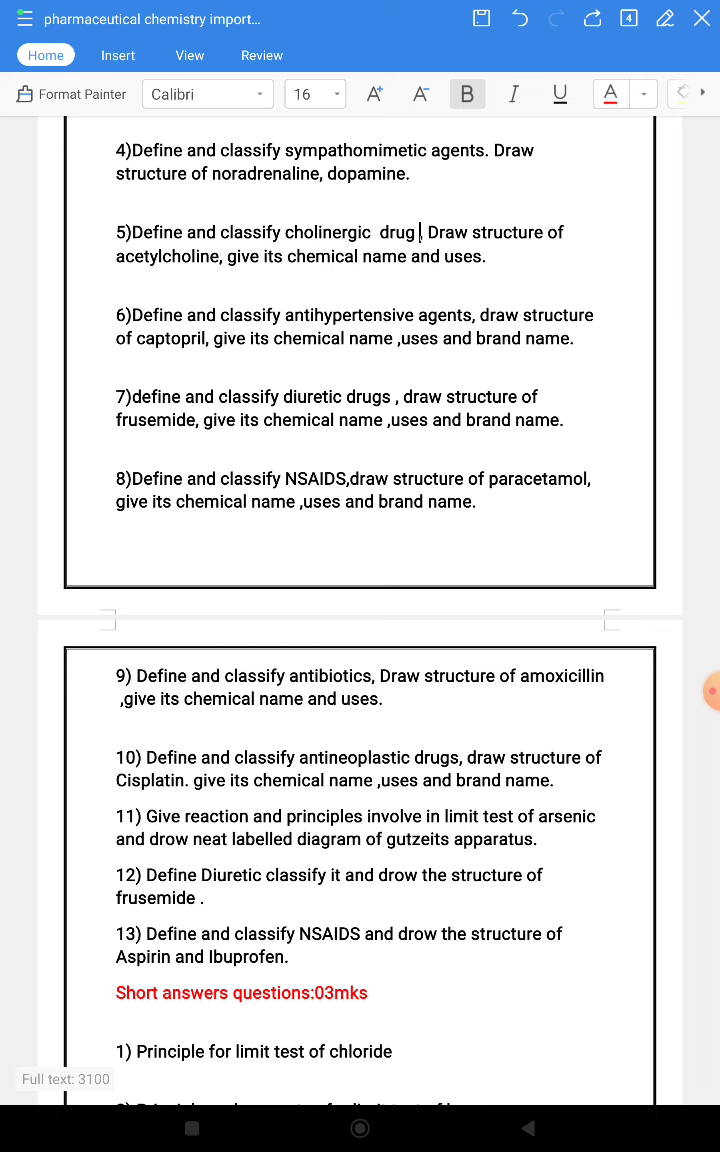 pharmaceutical chemistry import...
4
Home Insert View Review
Format Painter Calibri 16 A+ A- B I U A
4)Define and classify sympathomimetic agents. Draw
structure of noradrenaline, dopamine.
5)Define and classify cholinergic drug , Draw structure of
acetylcholine, give its chemical name and uses.
6)Define and classify antihypertensive agents, draw structure
of captopril, give its chemical name ,uses and brand name.
7)define and classify diuretic drugs , draw structure of
frusemide, give its chemical name ,uses and brand name.
8)Define and classify NSAIDS,draw structure of paracetamol,
give its chemical name ,uses and brand name.
9) Define and classify antibiotics, Draw structure of amoxicillin
,give its chemical name and uses.
10) Define and classify antineoplastic drugs, draw structure of
Cisplatin. give its chemical name ,uses and brand name.
11) Give reaction and principles involve in limit test of arsenic
and drow neat labelled diagram of gutzeits apparatus.
12) Define Diuretic classify it and drow the structure of
frusemide .
13) Define and classify NSAIDS and drow the structure of
Aspirin and Ibuprofen.
Short answers questions:03mks
1) Principle for limit test of chloride
Full text: 3100